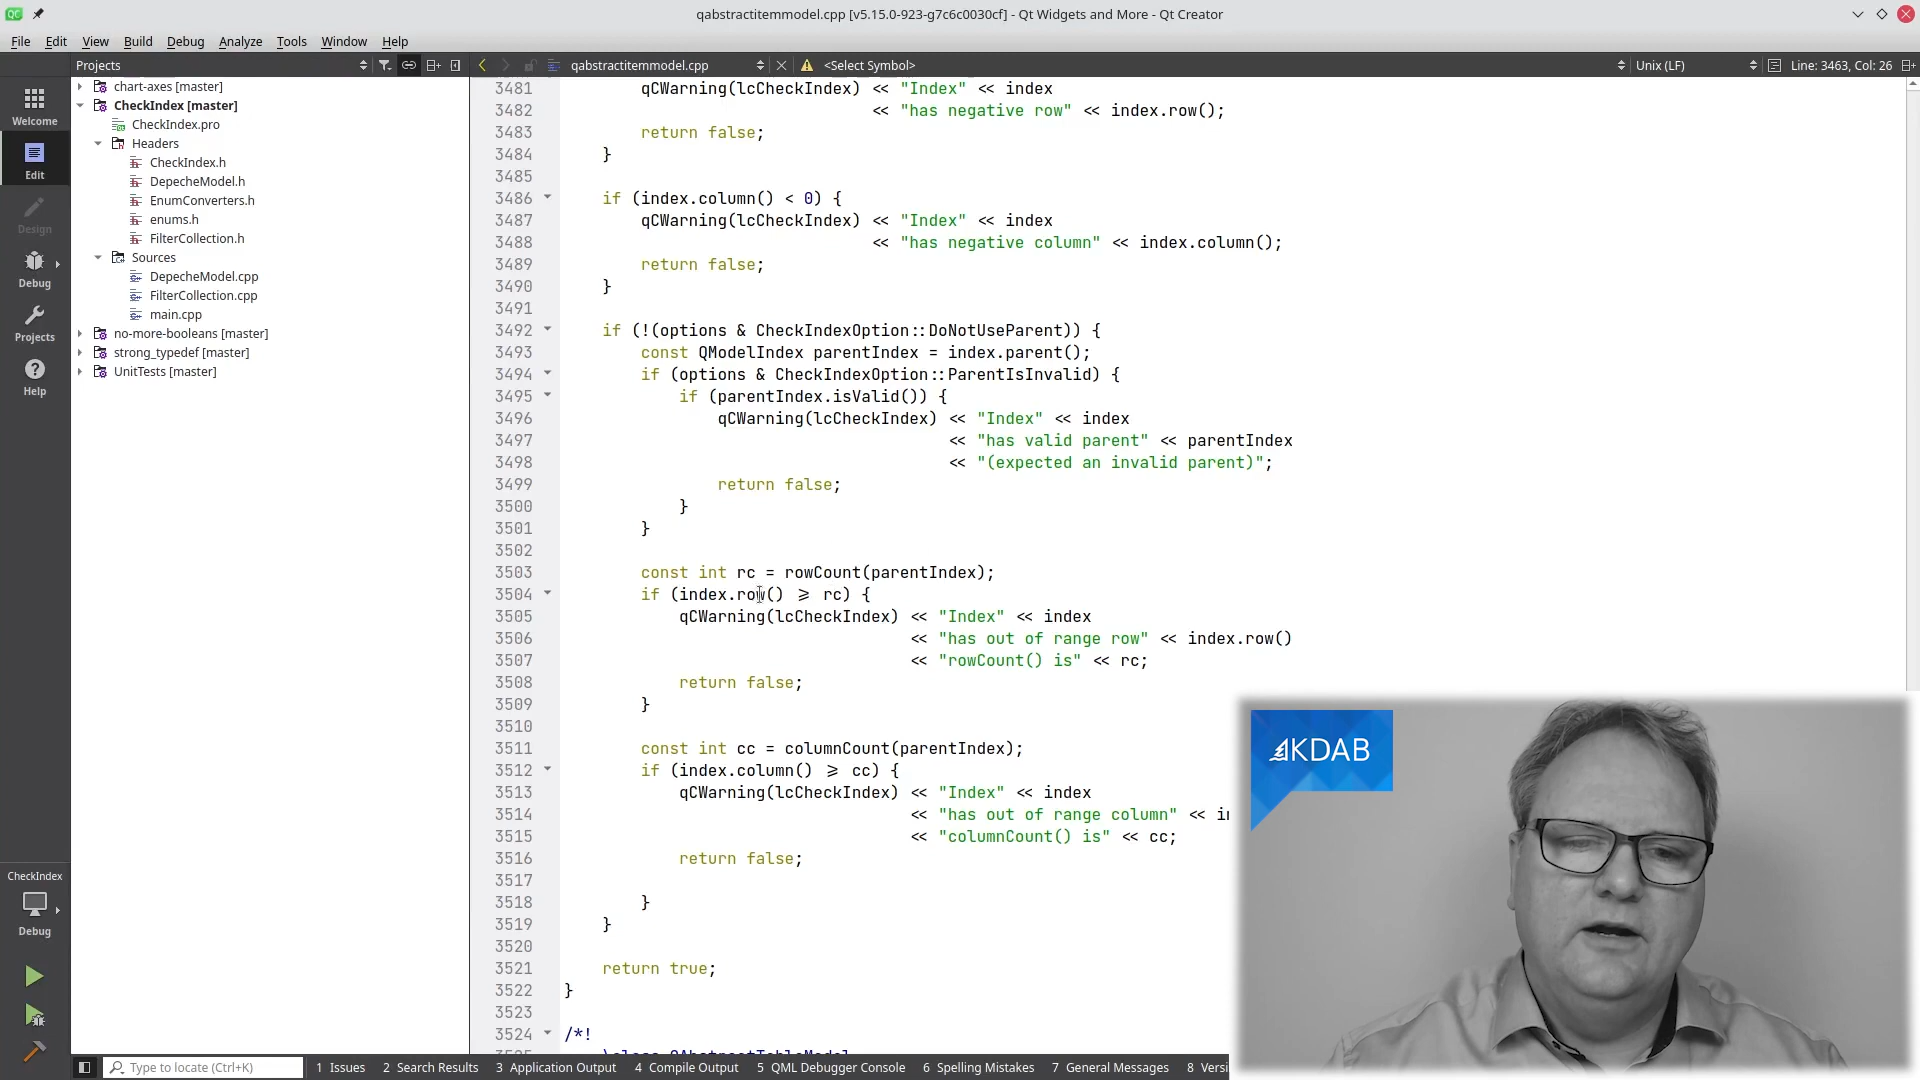 qabstractitemmodel.cpp [v5.15.0-923-g7c6c0030cf] - Qt Widgets and More - Qt Creator
File Edit View Build Debug Analyze Tools Window Help
Projects
qabstractitemmodel.cpp
<Select Symbol>
Unix (LF)
Line: 3463, Col: 26
Welcome
Edit
Design
Debug
Projects
Help
CheckIndex
Debug
chart-axes [master]
CheckIndex [master]
CheckIndex.pro
Headers
CheckIndex.h
DepecheModel.h
EnumConverters.h
enums.h
FilterCollection.h
Sources
DepecheModel.cpp
FilterCollection.cpp
main.cpp
no-more-booleans [master]
strong_typedef [master]
UnitTests [master]
3481 qCWarning(lcCheckIndex) << "Index" << index
3482 << "has negative row" << index.row();
3483 return false;
3484 }
3485
3486 if (index.column() < 0) {
3487 qCWarning(lcCheckIndex) << "Index" << index
3488 << "has negative column" << index.column();
3489 return false;
3490 }
3491
3492 if (!(options & CheckIndexOption::DoNotUseParent)) {
3493 const QModelIndex parentIndex = index.parent();
3494 if (options & CheckIndexOption::ParentIsInvalid) {
3495 if (parentIndex.isValid()) {
3496 qCWarning(lcCheckIndex) << "Index" << index
3497 << "has valid parent" << parentIndex
3498 << "(expected an invalid parent)";
3499 return false;
3500 }
3501 }
3502
3503 const int rc = rowCount(parentIndex);
3504 if (index.row() >= rc) {
3505 qCWarning(lcCheckIndex) << "Index" << index
3506 << "has out of range row" << index.row()
3507 << "rowCount() is" << rc;
3508 return false;
3509 }
3510
3511 const int cc = columnCount(parentIndex);
3512 if (index.column() >= cc) {
3513 qCWarning(lcCheckIndex) << "Index" << index
3514 << "has out of range column" <<
3515 << "columnCount() is" << cc;
3516 return false;
3517
3518 }
3519 }
3520
3521 return true;
3522 }
3523
3524 /*!
KDAB
Type to locate (Ctrl+K)
1 Issues 2 Search Results 3 Application Output 4 Compile Output 5 QML Debugger Console 6 Spelling Mistakes 7 General Messages 8